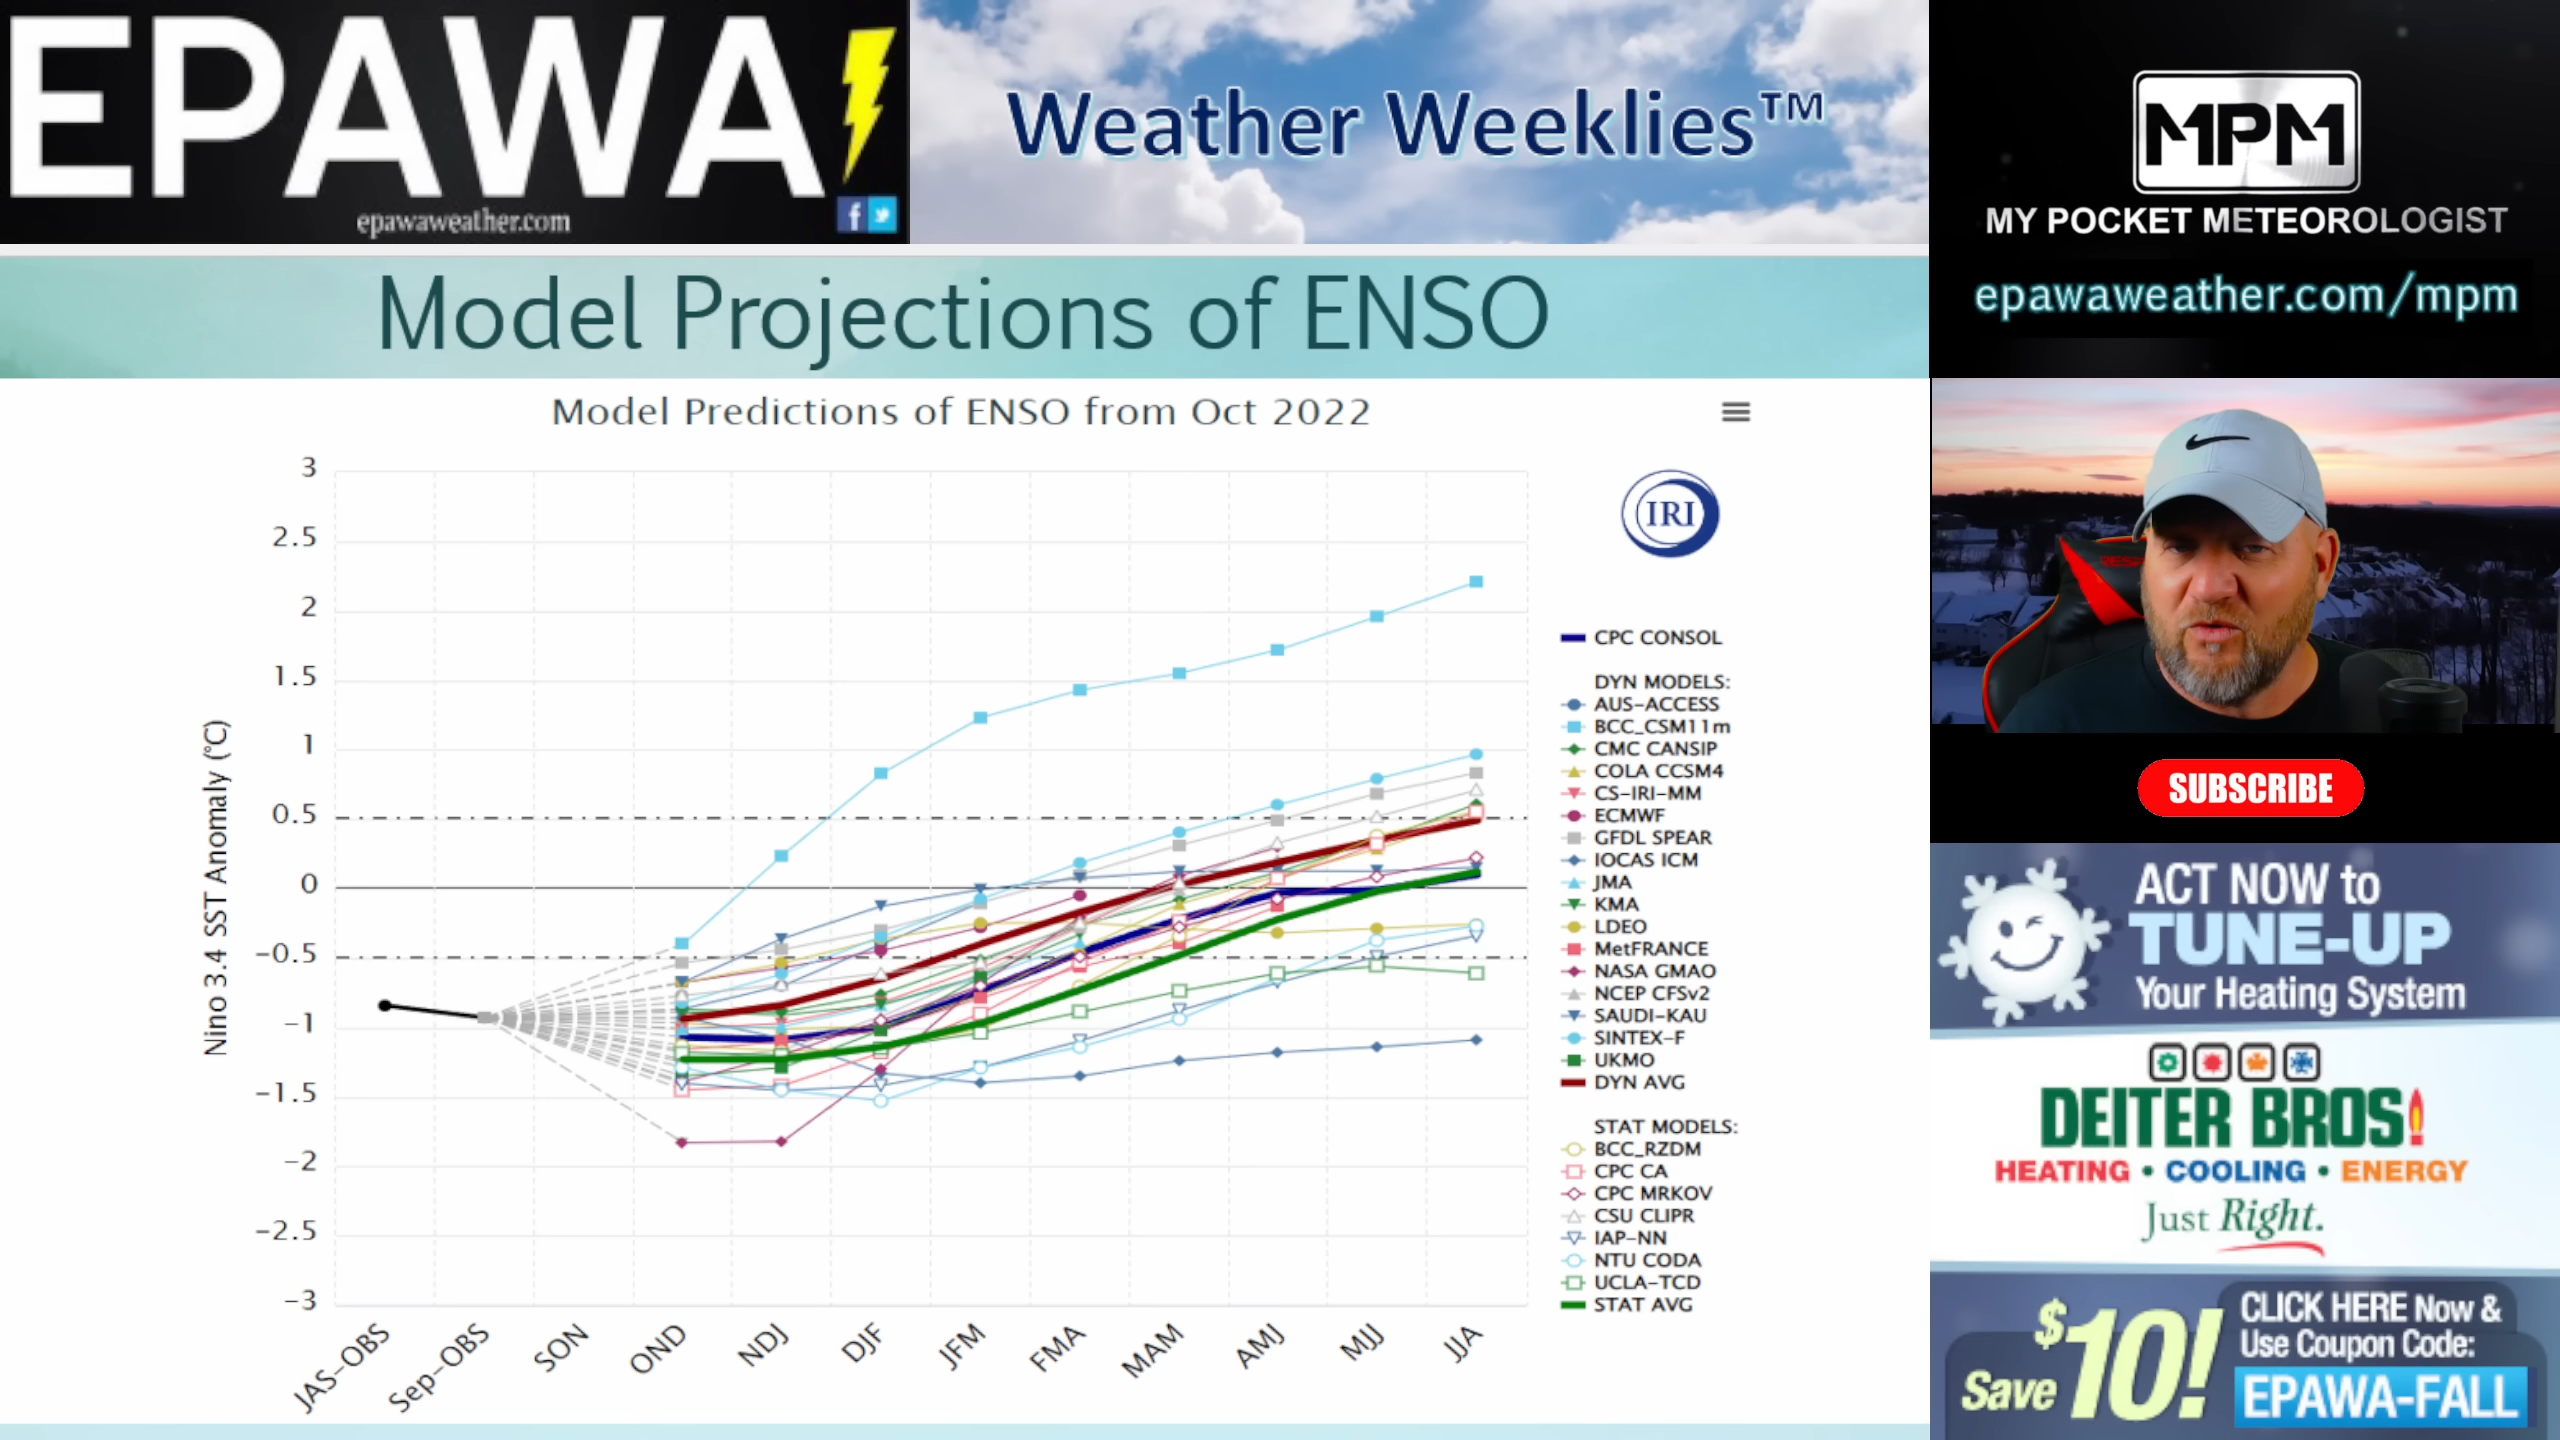 EPAWA
epawaweather.com
Weather Weeklies™
MPM
MY POCKET METEOROLOGIST
epawaweather.com/mpm
Model Projections of ENSO
Model Predictions of ENSO from Oct 2022
3
2.5
2
1.5
1
0.5
0
-0.5
-1
-1.5
-2
-2.5
-3
Nino 3.4 SST Anomaly (°C)
JAS-OBS
Sep-OBS
SON
OND
NDJ
DJF
JFM
FMA
MAM
AMJ
MJJ
JJA
IRI
CPC CONSOL
DYN MODELS:
AUS-ACCESS
BCC_CSM11m
CMC CANSIP
COLA CCSM4
CS-IRI-MM
ECMWF
GFDL SPEAR
IOCAS ICM
JMA
KMA
LDEO
MetFRANCE
NASA GMAO
NCEP CFSv2
SAUDI-KAU
SINTEX-F
UKMO
DYN AVG
STAT MODELS:
BCC_RZDM
CPC CA
CPC MRKOV
CSU CLIPR
IAP-NN
NTU CODA
UCLA-TCD
STAT AVG
SUBSCRIBE
ACT NOW to
TUNE-UP
Your Heating System
DEITER BROS!
HEATING • COOLING • ENERGY
Just Right.
Save $10!
CLICK HERE Now &
Use Coupon Code:
EPAWA-FALL